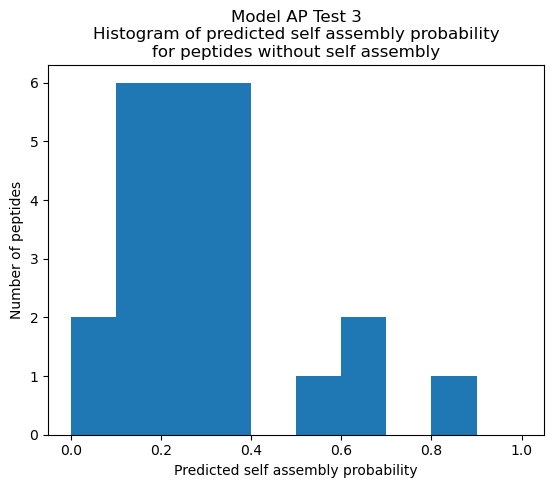 Model AP Test 3
Histogram of predicted self assembly probability
for peptides without self assembly
6
5
4
3
2
1
0
Number of peptides
0.0 0.2 0.4 0.6 0.8 1.0
Predicted self assembly probability